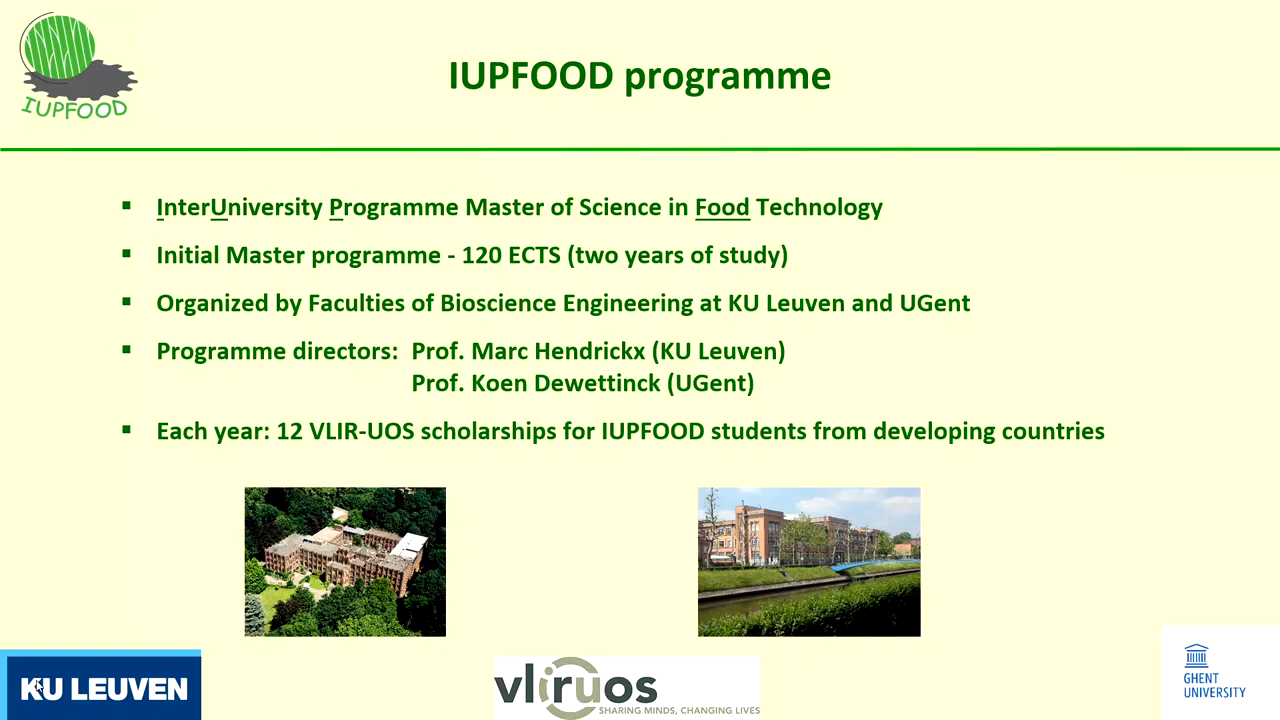 IUPFOOD
IUPFOOD programme
▪ InterUniversity Programme Master of Science in Food Technology
▪ Initial Master programme - 120 ECTS (two years of study)
▪ Organized by Faculties of Bioscience Engineering at KU Leuven and UGent
▪ Programme directors: Prof. Marc Hendrickx (KU Leuven)
Prof. Koen Dewettinck (UGent)
▪ Each year: 12 VLIR-UOS scholarships for IUPFOOD students from developing countries
KU LEUVEN
vliruos
SHARING MINDS, CHANGING LIVES
GHENT
UNIVERSITY